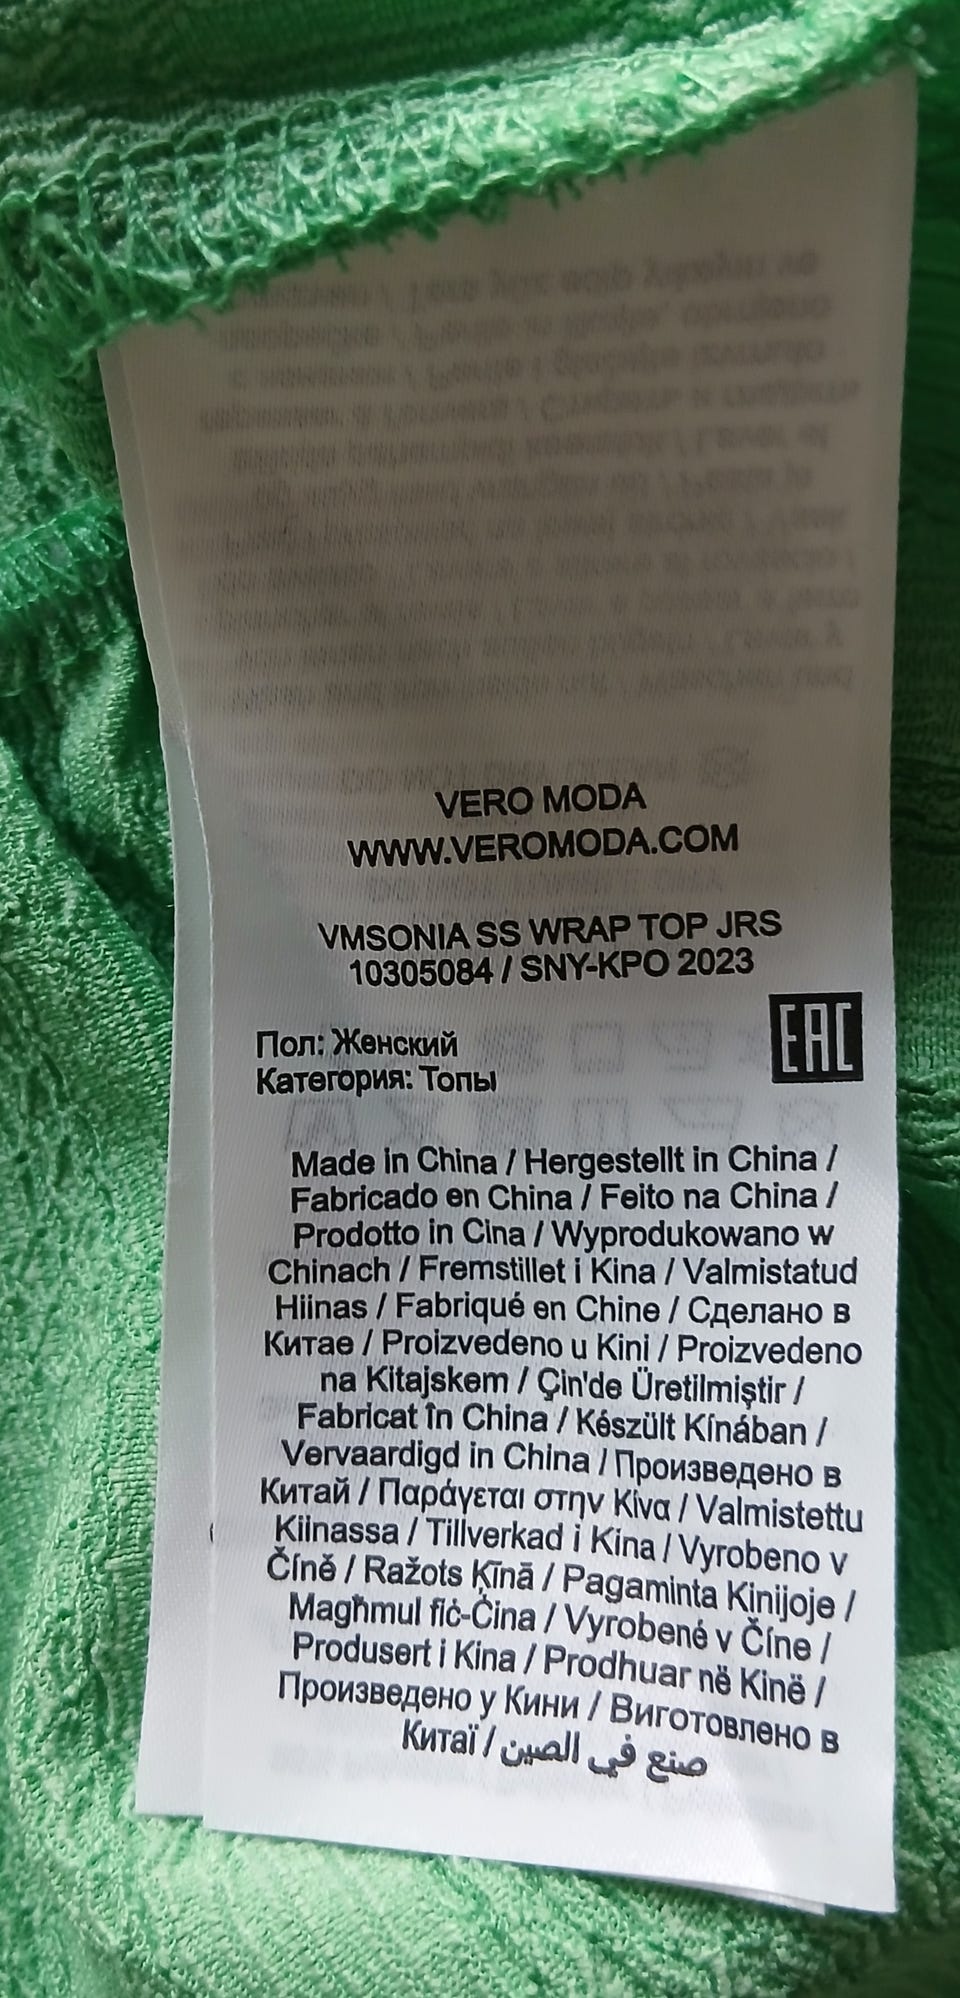 VERO MODA
WWW.VEROMODA.COM
VMSONIA SS WRAP TOP JRS
10305084 / SNY-KPO 2023
EAC
Пол: Женский
Категория: Топы
Made in China / Hergestellt in China /
Fabricado en China / Feito na China /
Prodotto in Cina / Wyprodukowano w
Chinach / Fremstillet i Kina / Valmistatud
Hiinas / Fabriqué en Chine / Сделано в
Китае / Proizvedeno u Kini / Proizvedeno
na Kitajskem / Çin'de Üretilmiştir /
Fabricat în China / Készült Kínában /
Vervaardigd in China / Произведено в
Китай / Παράγεται στην Κίνα / Valmistettu
Kiinassa / Tillverkad i Kina / Vyrobeno v
Číně / Ražots Ķīnā / Pagaminta Kinijoje /
Magħmul fiċ-Ċina / Vyrobené v Číne /
Produsert i Kina / Prodhuar në Kinë /
Произведено у Кини / Виготовлено в
Китаї / صنع في الصين